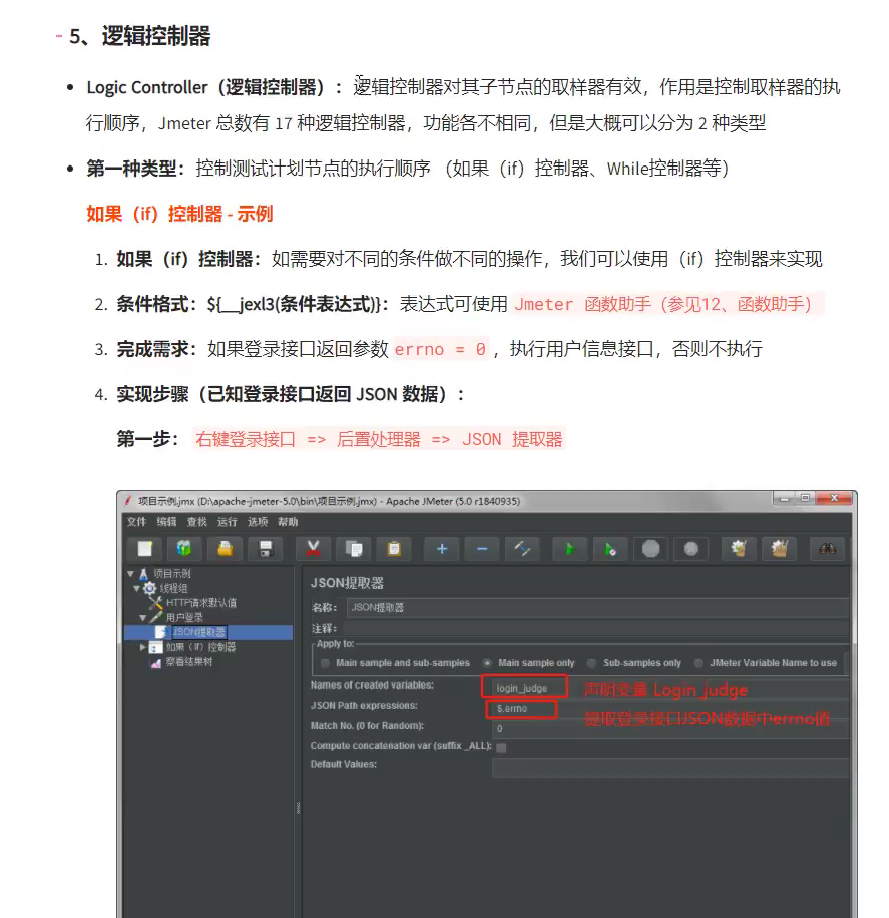 - 5、逻辑控制器
• Logic Controller（逻辑控制器）：逻辑控制器对其子节点的取样器有效，作用是控制取样器的执
行顺序，Jmeter 总数有 17 种逻辑控制器，功能各不相同，但是大概可以分为 2 种类型
• 第一种类型：控制测试计划节点的执行顺序 （如果（if）控制器、While控制器等）
如果（if）控制器 - 示例
1. 如果（if）控制器：如需要对不同的条件做不同的操作，我们可以使用（if）控制器来实现
2. 条件格式：${__jexl3(条件表达式)}：表达式可使用 Jmeter 函数助手（参见12、函数助手）
3. 完成需求：如果登录接口返回参数 errno = 0 ，执行用户信息接口，否则不执行
4. 实现步骤（已知登录接口返回 JSON 数据）：
第一步： 右键登录接口 => 后置处理器 => JSON 提取器
项目示例.jmx (D:\apache-jmeter-5.0\bin\项目示例.jmx) - Apache JMeter (5.0 r1840935)
文件 编辑 查找 运行 选项 帮助
项目示例
线程组
HTTP请求默认值
用户登录
JSON提取器
如果（If）控制器
察看结果树
JSON提取器
名称： JSON提取器
注释：
Apply to:
Main sample and sub-samples Main sample only Sub-samples only JMeter Variable Name to use
Names of created variables: login_judge 声明变量 Login_judge
JSON Path expressions: $.errno 提取登录接口JSON数据中errno值
Match No. (0 for Random): 0
Compute concatenation var (suffix _ALL):
Default Values: